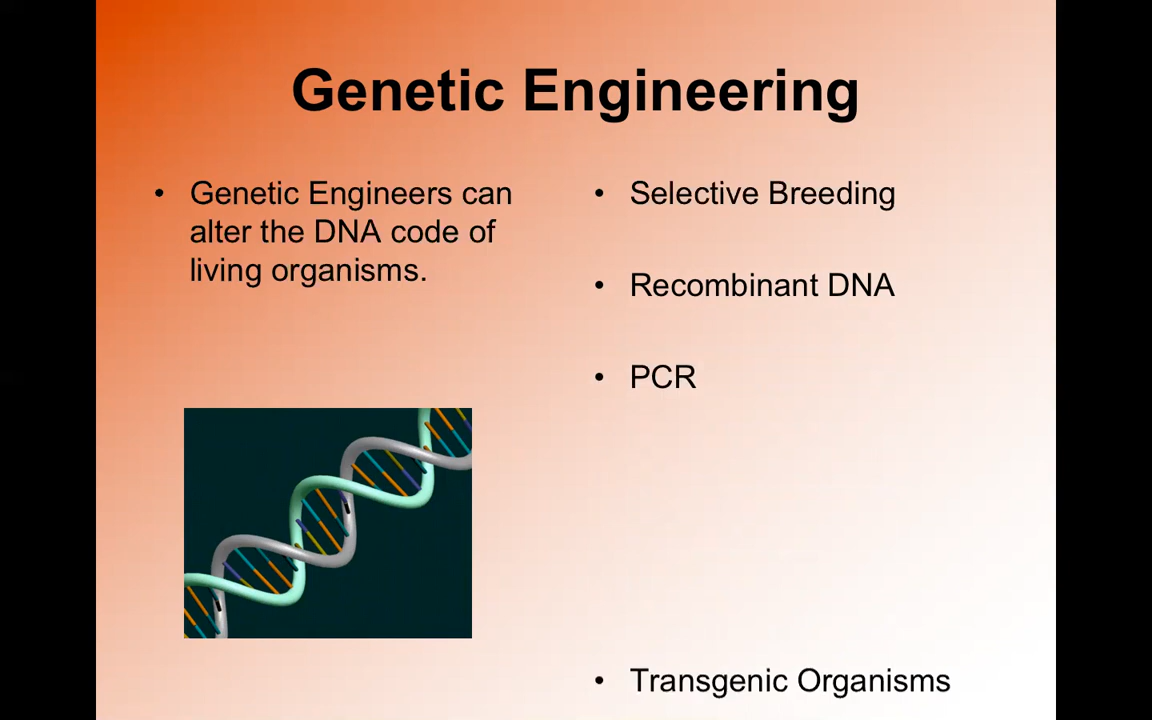 Genetic Engineering
• Genetic Engineers can
alter the DNA code of
living organisms.
• Selective Breeding
• Recombinant DNA
• PCR
• Transgenic Organisms